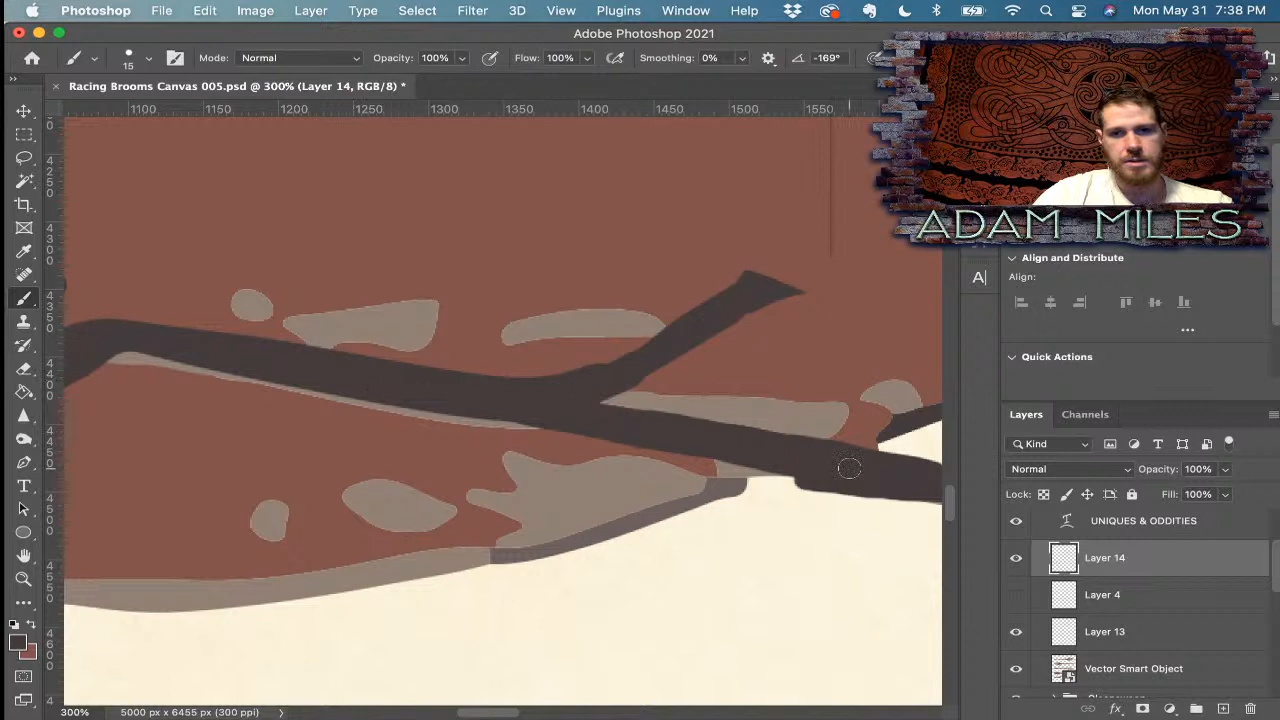 Photoshop File Edit Image Layer Type Select Filter 3D View Plugins Window Help Mon May 31 7:38 PM
Adobe Photoshop 2021
15 Mode: Normal Opacity: 100% Flow: 100% Smoothing: 0% -169°
Racing Brooms Canvas 005.psd @ 300% (Layer 14, RGB/8) *
1100 1150 1200 1250 1300 1350 1400 1450 1500 1550
ADAM MILES
Align and Distribute
Align:
Quick Actions
Layers Channels
Kind
Normal Opacity: 100%
Lock: Fill: 100%
UNIQUES & ODDITIES
Layer 14
Layer 4
Layer 13
Vector Smart Object
300% 5000 px x 6455 px (300 ppi)